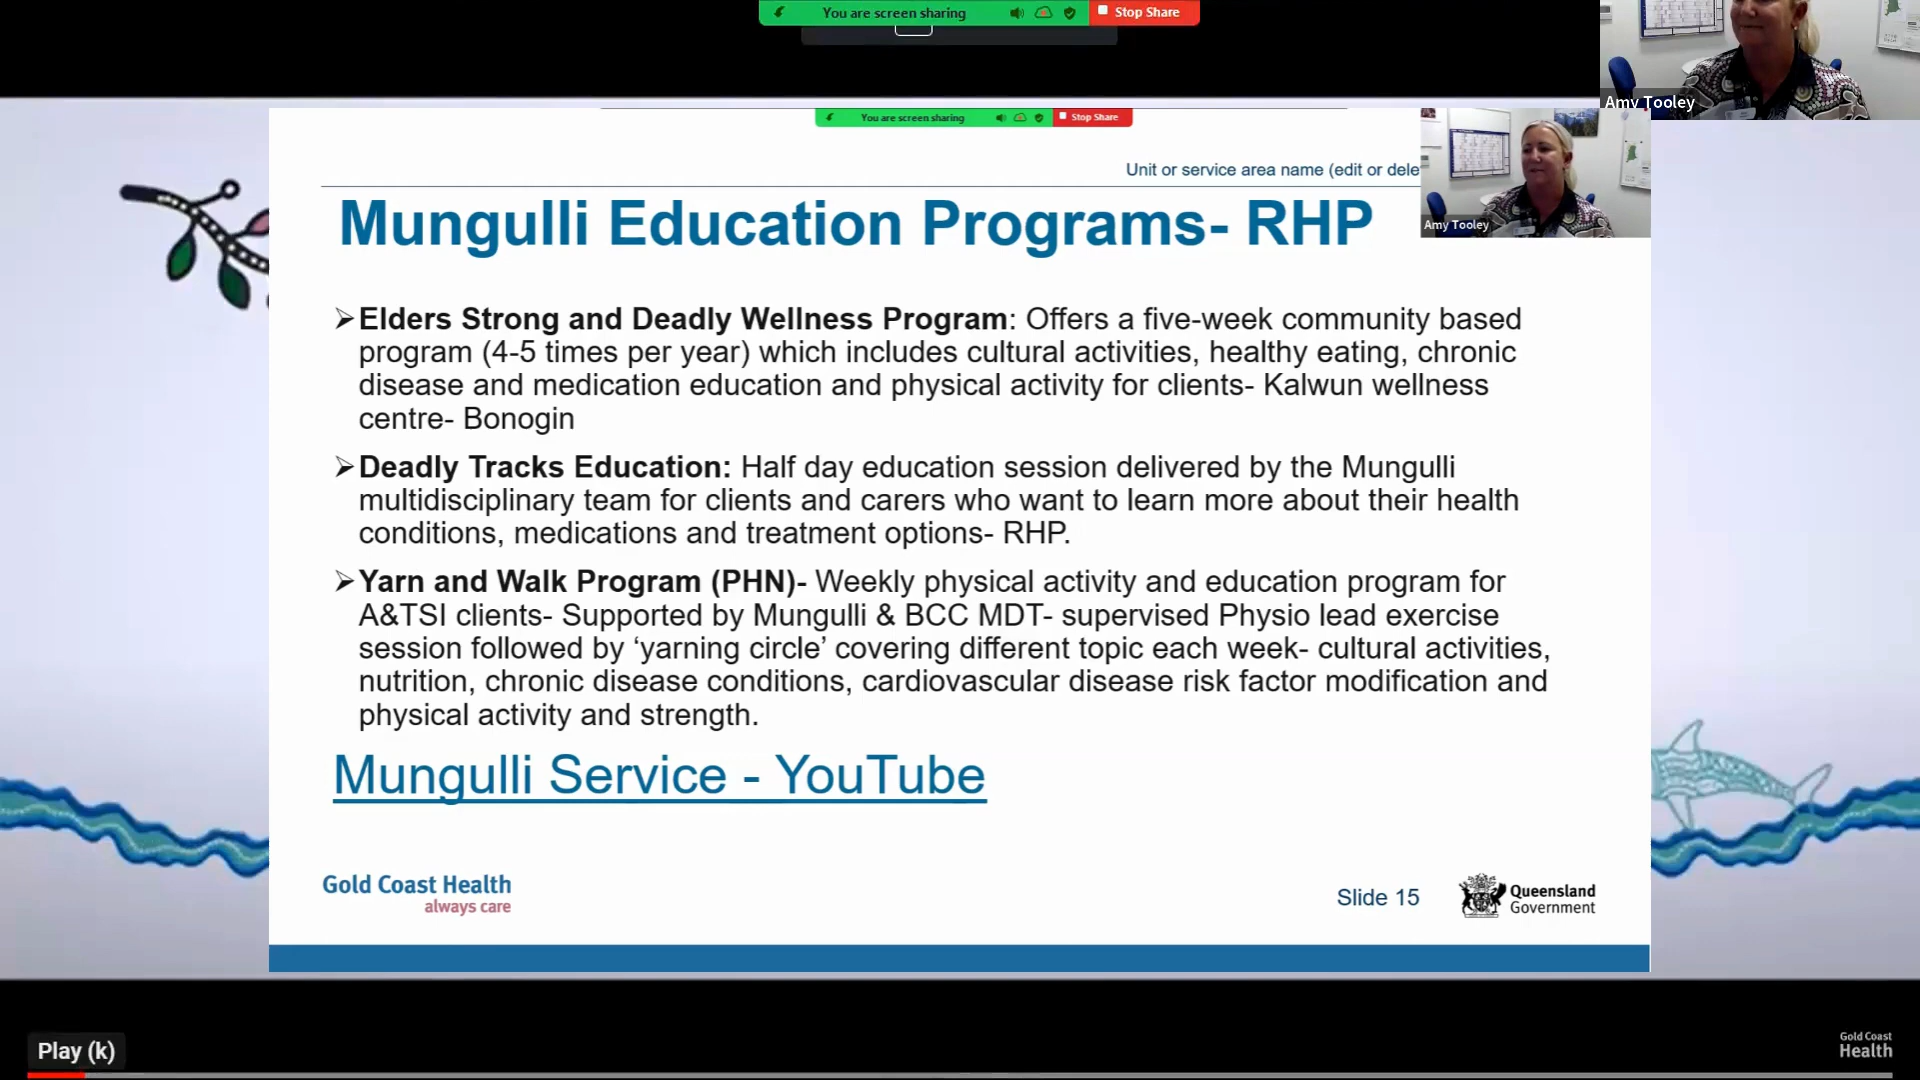 You are screen sharing
Stop Share
Amy Tooley
You are screen sharing
Stop Share
Unit or service area name (edit or dele
Amy Tooley
Mungulli Education Programs- RHP
➢Elders Strong and Deadly Wellness Program: Offers a five-week community based
program (4-5 times per year) which includes cultural activities, healthy eating, chronic
disease and medication education and physical activity for clients- Kalwun wellness
centre- Bonogin
➢Deadly Tracks Education: Half day education session delivered by the Mungulli
multidisciplinary team for clients and carers who want to learn more about their health
conditions, medications and treatment options- RHP.
➢Yarn and Walk Program (PHN)- Weekly physical activity and education program for
A&TSI clients- Supported by Mungulli & BCC MDT- supervised Physio lead exercise
session followed by ‘yarning circle’ covering different topic each week- cultural activities,
nutrition, chronic disease conditions, cardiovascular disease risk factor modification and
physical activity and strength.
Mungulli Service - YouTube
Gold Coast Health
always care
Slide 15
Queensland
Government
Play (k)
Gold Coast
Health